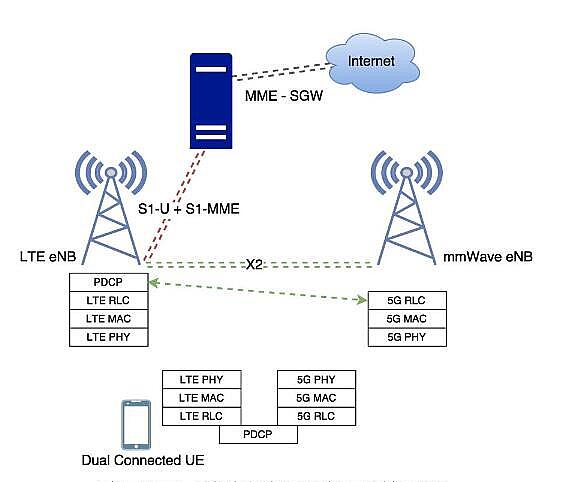 Internet
MME - SGW
S1-U + S1-MME
LTE eNB
X2
mmWave eNB
PDCP
LTE RLC
LTE MAC
LTE PHY
5G RLC
5G MAC
5G PHY
LTE PHY
LTE MAC
LTE RLC
5G PHY
5G MAC
5G RLC
PDCP
Dual Connected UE